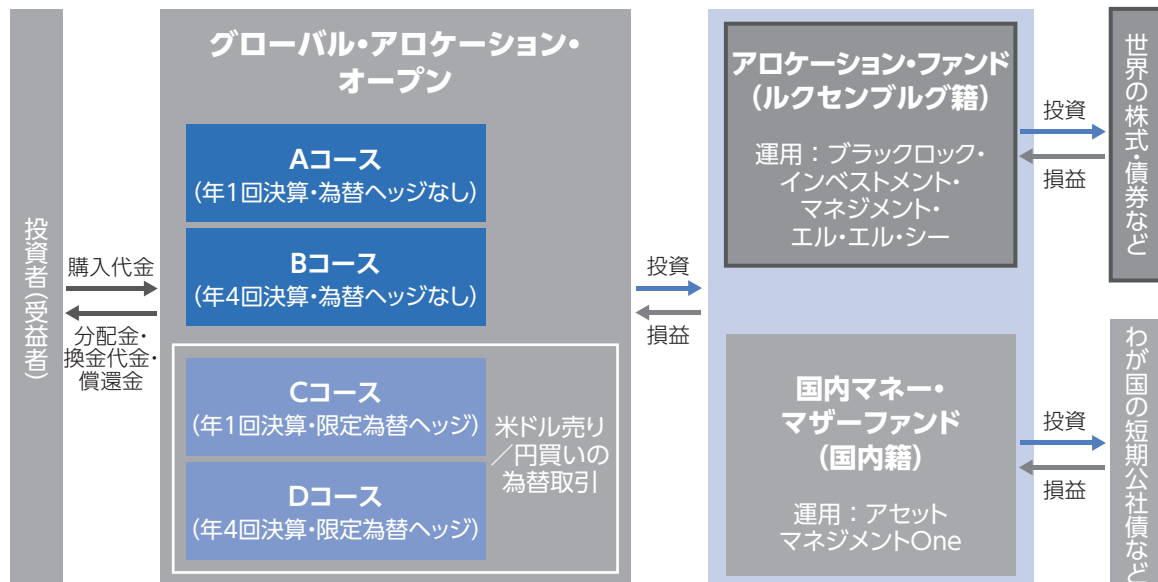 投資者(受益者)
購入代金
分配金・
換金代金・
償還金
グローバル・アロケーション・
オープン
Aコース
(年1回決算・為替ヘッジなし)
Bコース
(年4回決算・為替ヘッジなし)
Cコース
(年1回決算・限定為替ヘッジ)
Dコース
(年4回決算・限定為替ヘッジ)
米ドル売り
/円買いの
為替取引
投資
損益
アロケーション・ファンド
(ルクセンブルグ籍)
運用：ブラックロック・
インベストメント・
マネジメント・
エル・エル・シー
投資
損益
世界の株式・債券など
国内マネー・
マザーファンド
(国内籍)
運用：アセット
マネジメントOne
投資
損益
わが国の短期公社債など